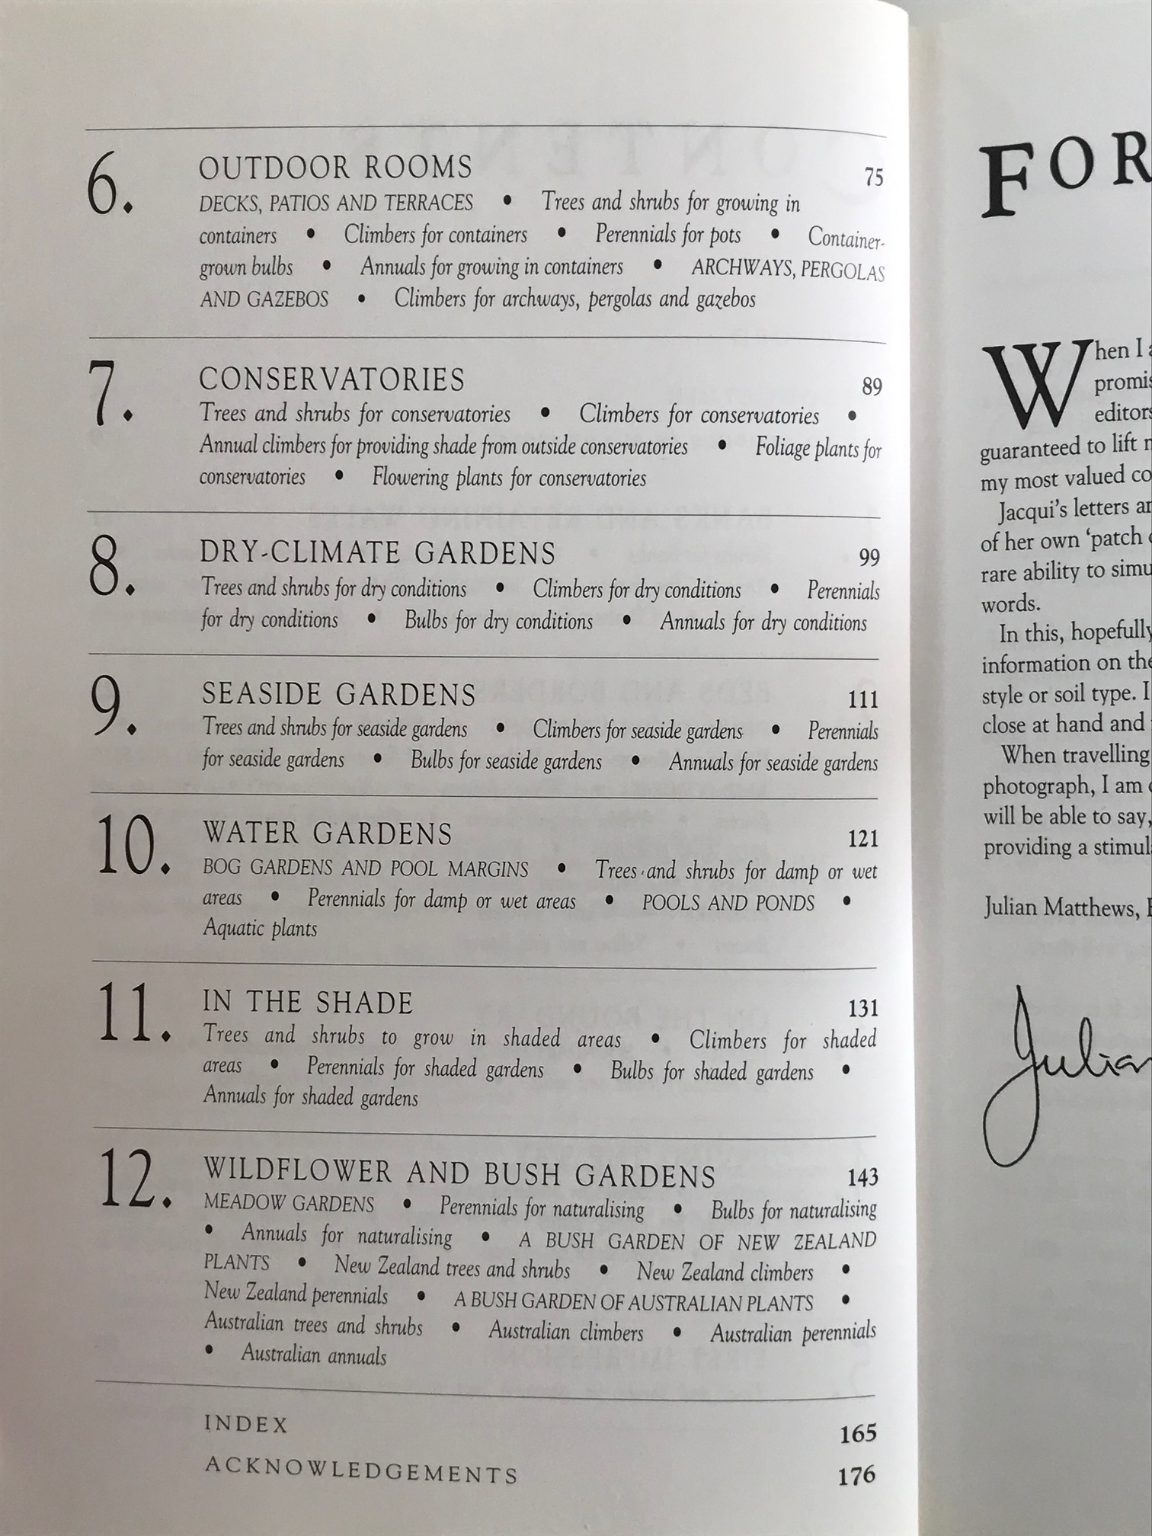 6.
OUTDOOR ROOMS 75
DECKS, PATIOS AND TERRACES • Trees and shrubs for growing in
containers • Climbers for containers • Perennials for pots • Container-
grown bulbs • Annuals for growing in containers • ARCHWAYS, PERGOLAS
AND GAZEBOS • Climbers for archways, pergolas and gazebos
7.
CONSERVATORIES 89
Trees and shrubs for conservatories • Climbers for conservatories •
Annual climbers for providing shade from outside conservatories • Foliage plants for
conservatories • Flowering plants for conservatories
8.
DRY-CLIMATE GARDENS 99
Trees and shrubs for dry conditions • Climbers for dry conditions • Perennials
for dry conditions • Bulbs for dry conditions • Annuals for dry conditions
9.
SEASIDE GARDENS 111
Trees and shrubs for seaside gardens • Climbers for seaside gardens • Perennials
for seaside gardens • Bulbs for seaside gardens • Annuals for seaside gardens
10.
WATER GARDENS 121
BOG GARDENS AND POOL MARGINS • Trees and shrubs for damp or wet
areas • Perennials for damp or wet areas • POOLS AND PONDS •
Aquatic plants
11.
IN THE SHADE 131
Trees and shrubs to grow in shaded areas • Climbers for shaded
areas • Perennials for shaded gardens • Bulbs for shaded gardens •
Annuals for shaded gardens
12.
WILDFLOWER AND BUSH GARDENS 143
MEADOW GARDENS • Perennials for naturalising • Bulbs for naturalising
• Annuals for naturalising • A BUSH GARDEN OF NEW ZEALAND
PLANTS • New Zealand trees and shrubs • New Zealand climbers •
New Zealand perennials • A BUSH GARDEN OF AUSTRALIAN PLANTS •
Australian trees and shrubs • Australian climbers • Australian perennials
• Australian annuals
INDEX 165
ACKNOWLEDGEMENTS 176
FOR
When I
promis
editors
guaranteed to lift
my most valued co
Jacqui's letters an
of her own 'patch
rare ability to simu
words.
In this, hopefully
information on the
style or soil type. I
close at hand and
When travelling
photograph, I am
will be able to say,
providing a stimul
Julian Matthews,
Julian